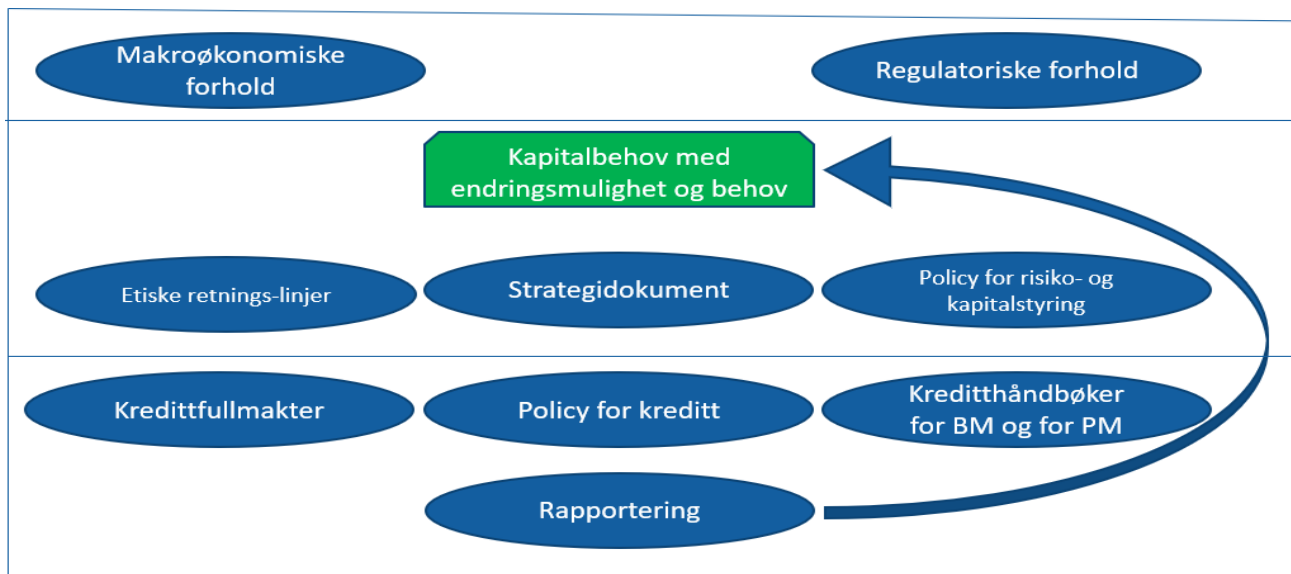 Makroøkonomiske
forhold
Regulatoriske forhold
Kapitalbehov med
endringsmulighet og behov
Etiske retnings-linjer
Strategidokument
Policy for risiko- og
kapitalstyring
Kredittfullmakter
Policy for kreditt
Kreditthåndbøker
for BM og for PM
Rapportering